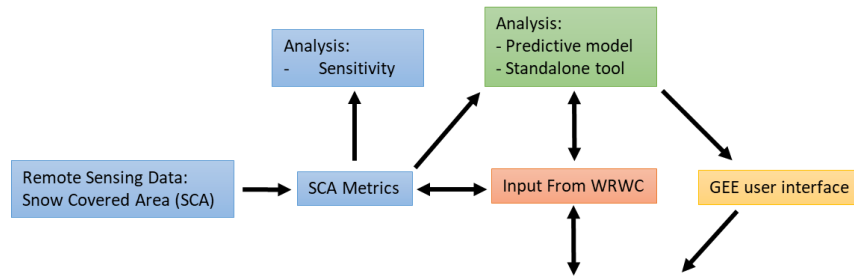 Analysis:
- Sensitivity
Analysis:
- Predictive model
- Standalone tool
Remote Sensing Data:
Snow Covered Area (SCA)
SCA Metrics
Input From WRWC
GEE user interface